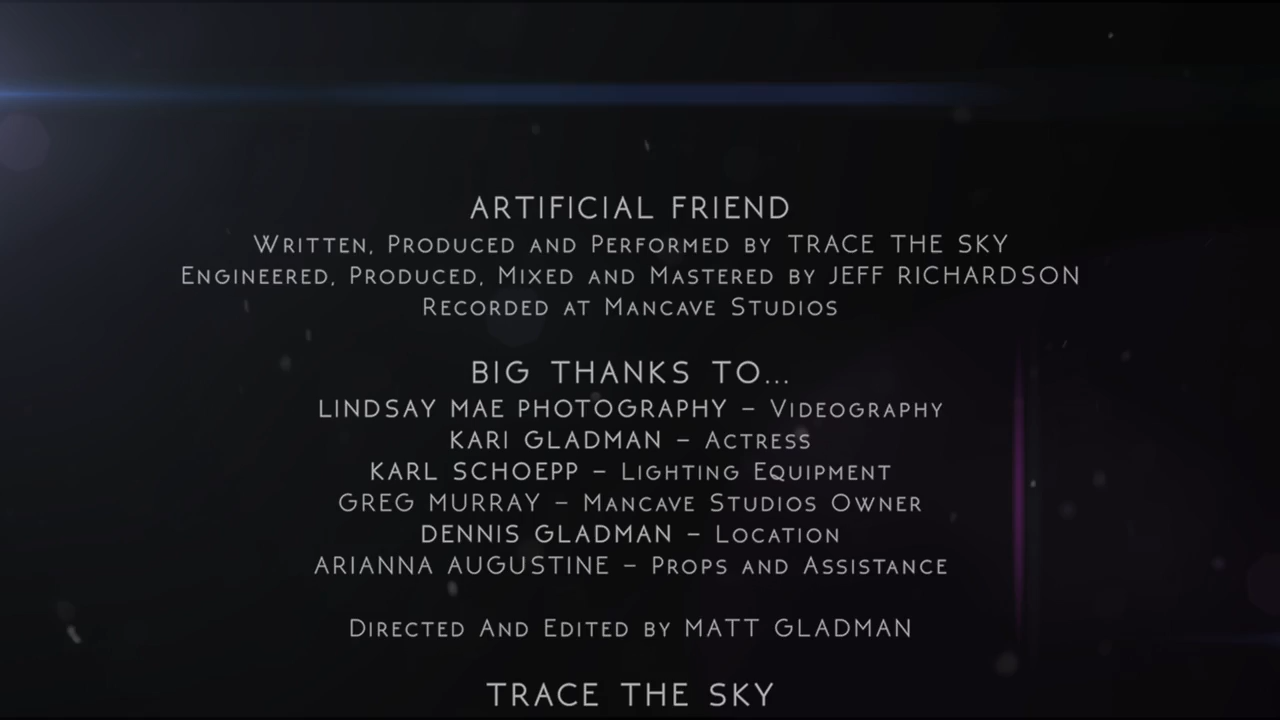 ARTIFICIAL FRIEND
WRITTEN, PRODUCED AND PERFORMED BY TRACE THE SKY
ENGINEERED, PRODUCED, MIXED AND MASTERED BY JEFF RICHARDSON
RECORDED AT MANCAVE STUDIOS
BIG THANKS TO...
LINDSAY MAE PHOTOGRAPHY – VIDEOGRAPHY
KARI GLADMAN – ACTRESS
KARL SCHOEPP – LIGHTING EQUIPMENT
GREG MURRAY – MANCAVE STUDIOS OWNER
DENNIS GLADMAN – LOCATION
ARIANNA AUGUSTINE – PROPS AND ASSISTANCE
DIRECTED AND EDITED BY MATT GLADMAN
TRACE THE SKY